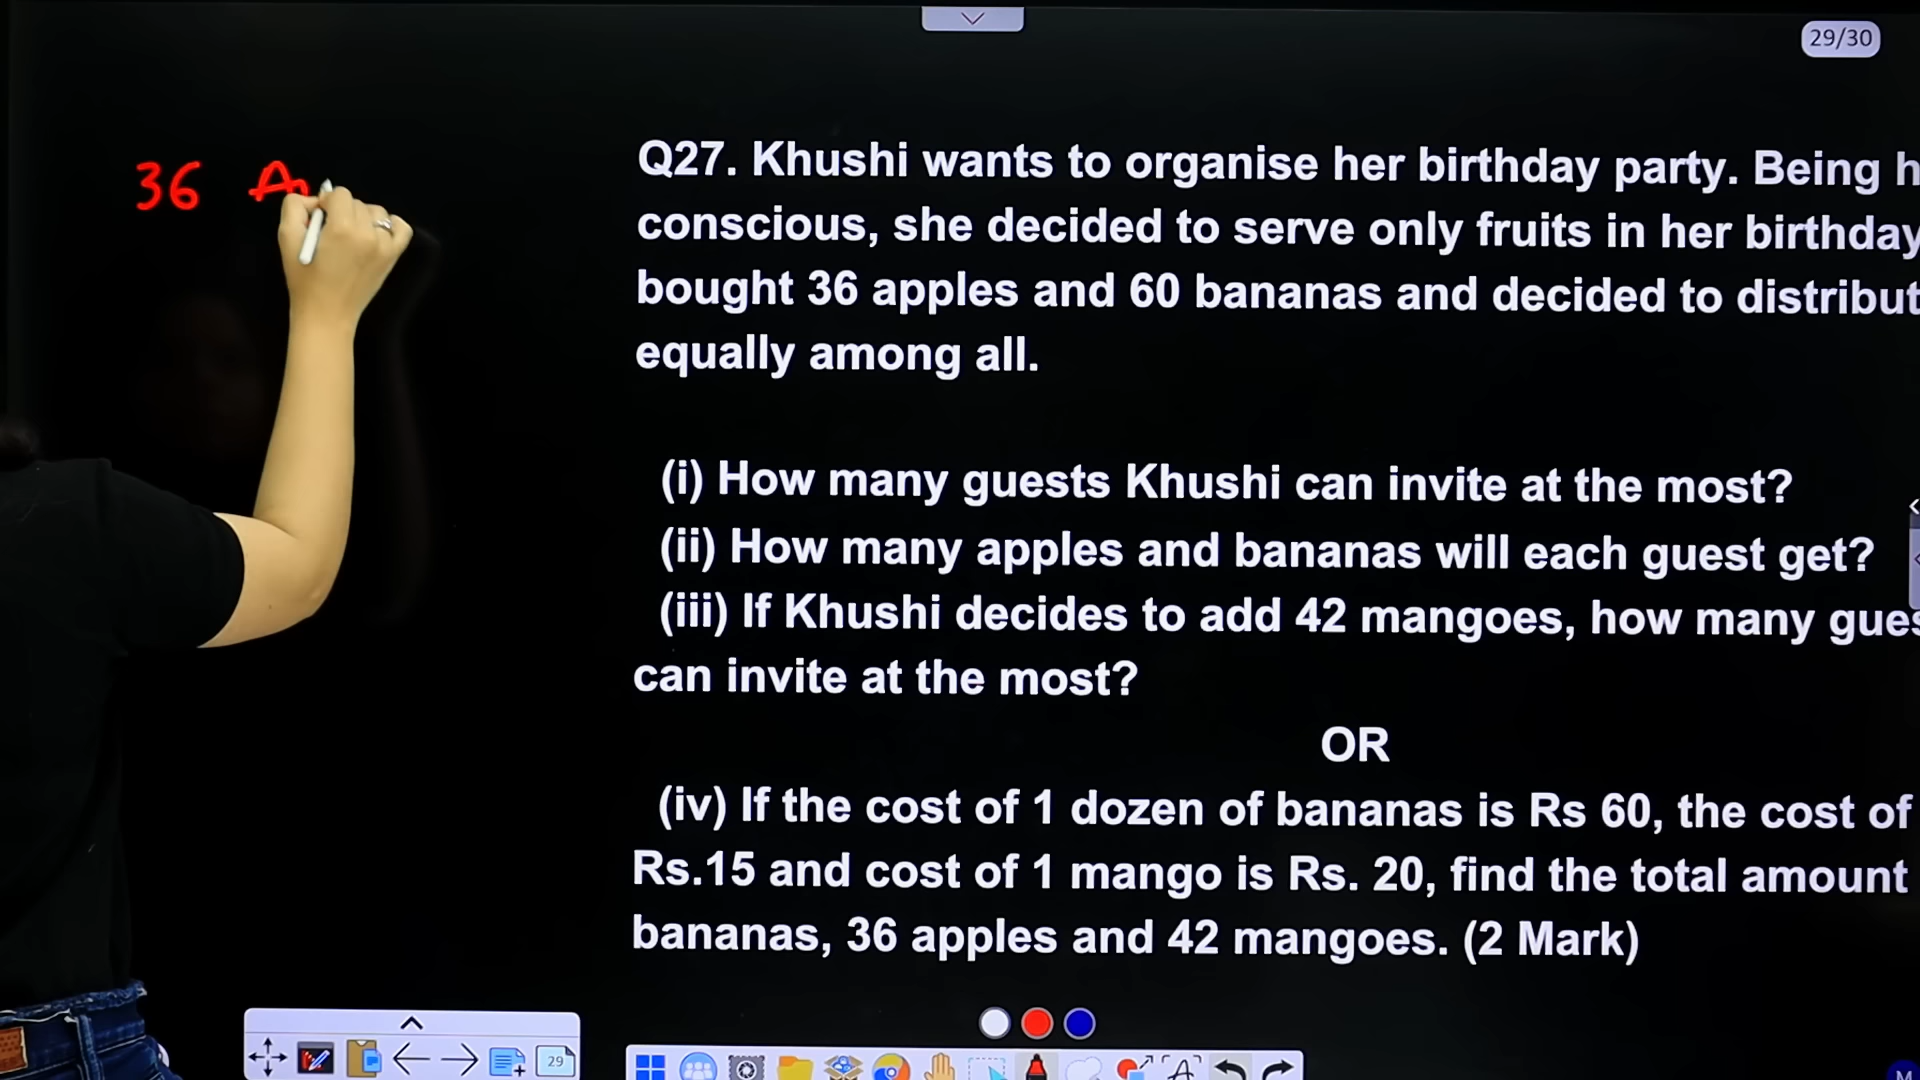 29/30
36
Q27. Khushi wants to organise her birthday party. Being
conscious, she decided to serve only fruits in her birthday
bought 36 apples and 60 bananas and decided to distribut
equally among all.
(i) How many guests Khushi can invite at the most?
(ii) How many apples and bananas will each guest get?
(iii) If Khushi decides to add 42 mangoes, how many gues
can invite at the most?
OR
(iv) If the cost of 1 dozen of bananas is Rs 60, the cost of
Rs.15 and cost of 1 mango is Rs. 20, find the total amount
bananas, 36 apples and 42 mangoes. (2 Mark)
29